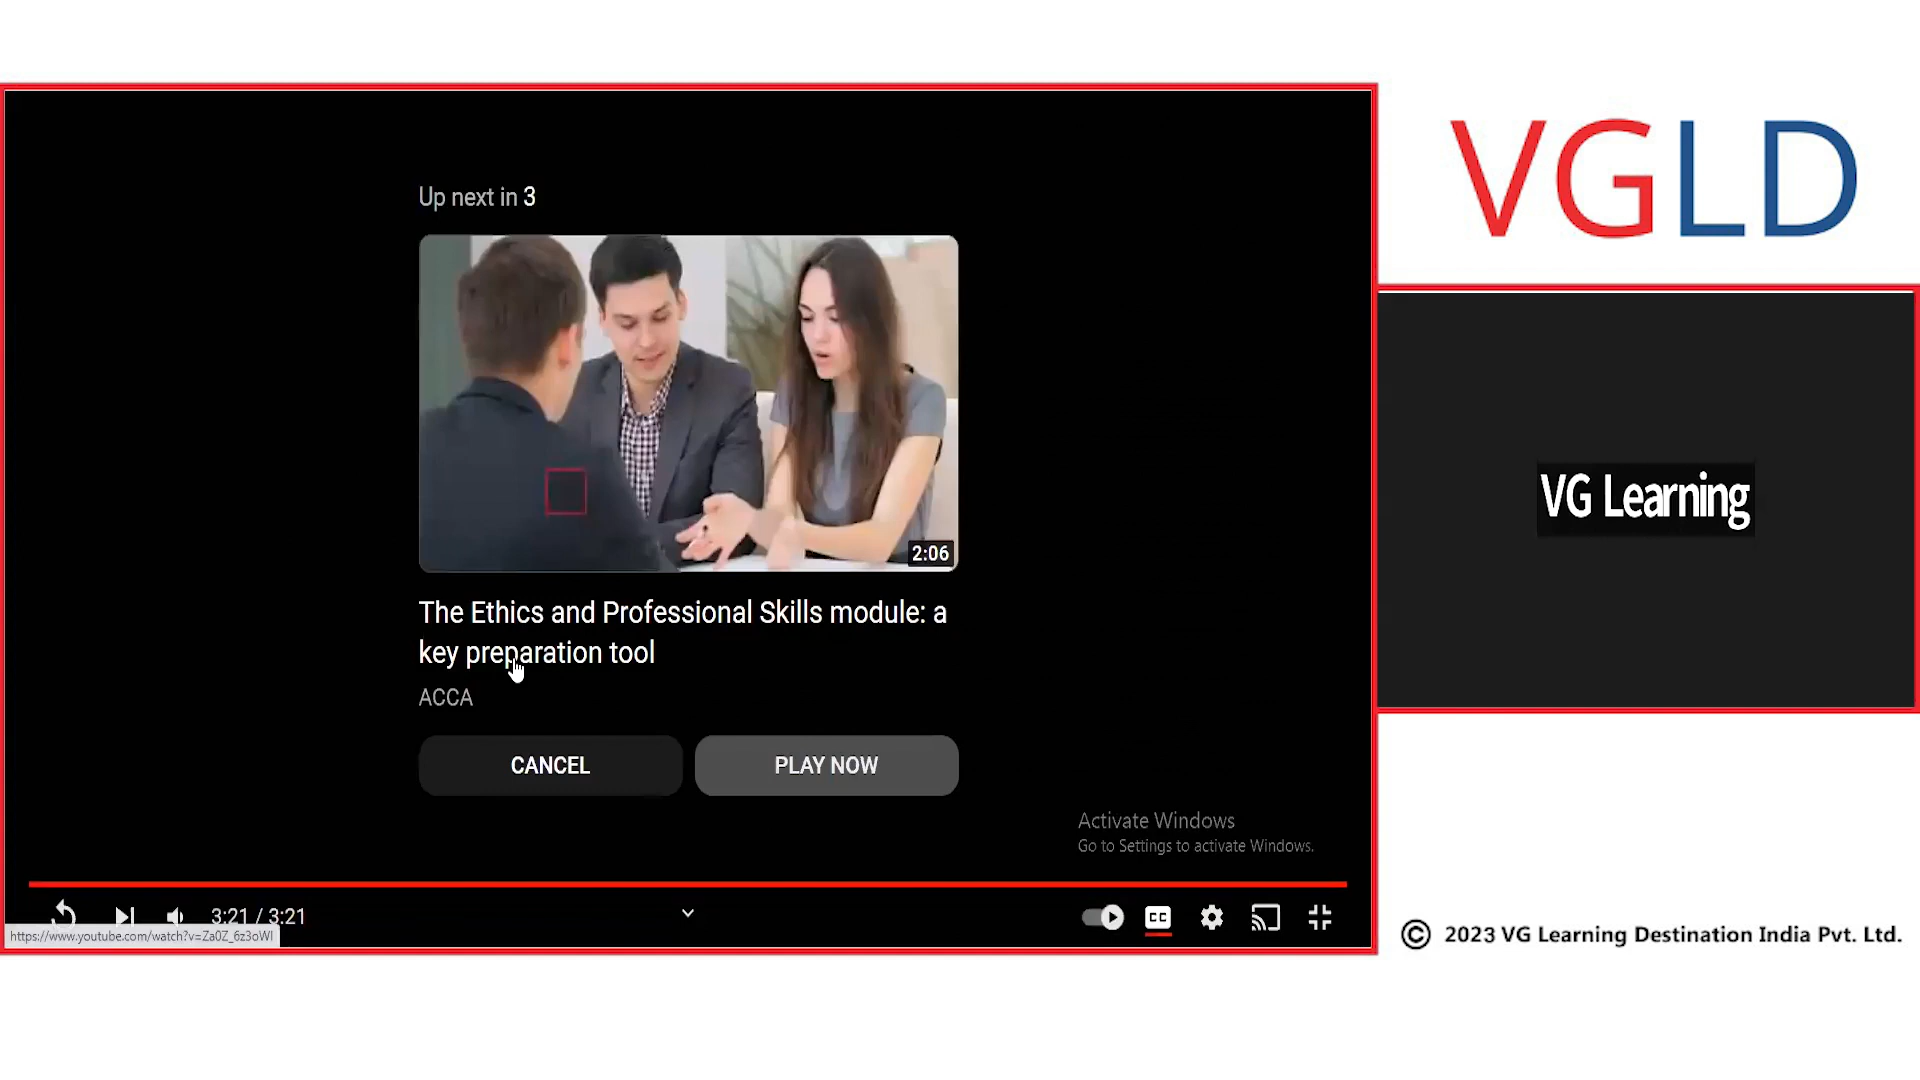 VGLD
Up next in 3
2:06
The Ethics and Professional Skills module: a
key preparation tool
ACCA
CANCEL
PLAY NOW
VG Learning
Activate Windows
Go to Settings to activate Windows.
3:21 / 3:21
CC
https://www.youtube.com/watch?v=Za0Z_6z3oWI
© 2023 VG Learning Destination India Pvt. Ltd.